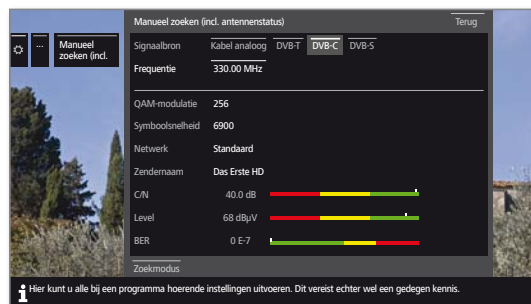 Manueel zoeken (incl. antennestatus) Terug
...
Manueel
zoeken (incl.
Signaalbron Kabel analoog DVB-T DVB-C DVB-S
Frequentie 330.00 MHz
QAM-modulatie 256
Symboolsnelheid 6900
Netwerk Standaard
Zendernaam Das Erste HD
C/N 40.0 dB
Level 68 dBµV
BER 0 E-7
Zoekmodus
Hier kunt u alle bij een programma hoerende instellingen uitvoeren. Dit vereist echter wel een gedegen kennis.